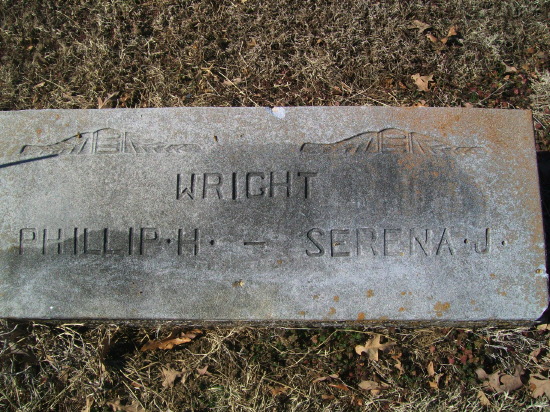 WRIGHT
PHILLIP·H· - SERENA·J·